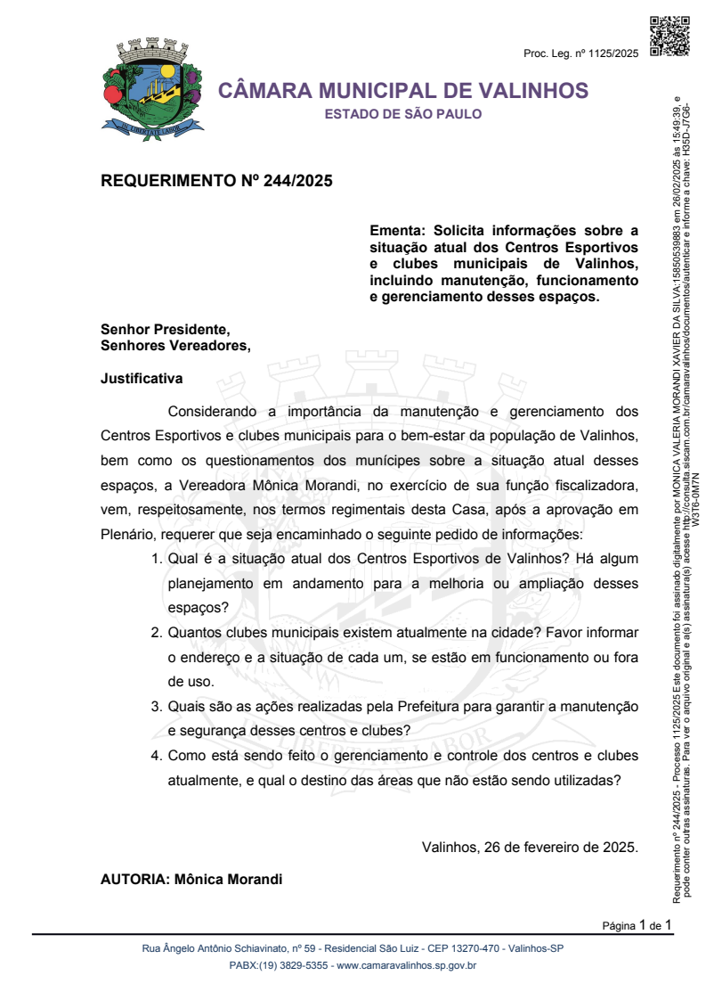 Proc. Leg. nº 1125/2025
CÂMARA MUNICIPAL DE VALINHOS
ESTADO DE SÃO PAULO
IN LIBERTATE LABOR
REQUERIMENTO Nº 244/2025
Ementa: Solicita informações sobre a
situação atual dos Centros Esportivos
e clubes municipais de Valinhos,
incluindo manutenção, funcionamento
e gerenciamento desses espaços.
Senhor Presidente,
Senhores Vereadores,
Justificativa
Considerando a importância da manutenção e gerenciamento dos
Centros Esportivos e clubes municipais para o bem-estar da população de Valinhos,
bem como os questionamentos dos munícipes sobre a situação atual desses
espaços, a Vereadora Mônica Morandi, no exercício de sua função fiscalizadora,
vem, respeitosamente, nos termos regimentais desta Casa, após a aprovação em
Plenário, requerer que seja encaminhado o seguinte pedido de informações:
1. Qual é a situação atual dos Centros Esportivos de Valinhos? Há algum
planejamento em andamento para a melhoria ou ampliação desses
espaços?
2. Quantos clubes municipais existem atualmente na cidade? Favor informar
o endereço e a situação de cada um, se estão em funcionamento ou fora
de uso.
3. Quais são as ações realizadas pela Prefeitura para garantir a manutenção
e segurança desses centros e clubes?
4. Como está sendo feito o gerenciamento e controle dos centros e clubes
atualmente, e qual o destino das áreas que não estão sendo utilizadas?
IN LIBERTATE LABOR
Valinhos, 26 de fevereiro de 2025.
AUTORIA: Mônica Morandi
Página 1 de 1
Rua Ângelo Antônio Schiavinato, nº 59 - Residencial São Luiz - CEP 13270-470 - Valinhos-SP
PABX:(19) 3829-5355 - www.camaravalinhos.sp.gov.br
Requerimento nº 244/2025 - Processo 1125/2025 Este documento foi assinado digitalmente por MONICA VALERIA MORANDI XAVIER DA SILVA:15850539883 em 26/02/2025 às 15:49:39, e
pode conter outras assinaturas. Para ver o arquivo original e a(s) assinatura(s) acesse http://consulta.siscam.com.br/camaravalinhos/documentos/autenticar e informe a chave: H35D-J7G6-
W3T6-0M7N